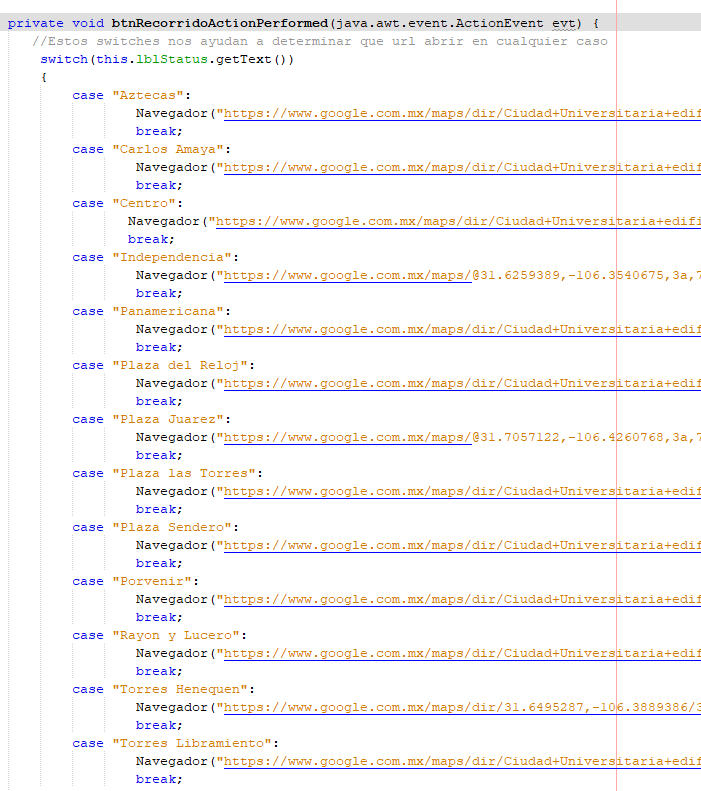 private void btnRecorridoActionPerformed(java.awt.event.ActionEvent evt) {
//Estos switches nos ayudan a determinar que url abrir en cualquier caso
switch(this.lblStatus.getText())
{
case "Aztecas":
Navegador("https://www.google.com.mx/maps/dir/Ciudad+Universitaria+edif
break;
case "Carlos Amaya":
Navegador("https://www.google.com.mx/maps/dir/Ciudad+Universitaria+edif
break;
case "Centro":
Navegador("https://www.google.com.mx/maps/dir/Ciudad+Universitaria+edifi
break;
case "Independencia":
Navegador("https://www.google.com.mx/maps/@31.6259389,-106.3540675,3a,7
break;
case "Panamericana":
Navegador("https://www.google.com.mx/maps/dir/Ciudad+Universitaria+edif
break;
case "Plaza del Reloj":
Navegador("https://www.google.com.mx/maps/dir/Ciudad+Universitaria+edif
break;
case "Plaza Juarez":
Navegador("https://www.google.com.mx/maps/@31.7057122,-106.4260768,3a,7
break;
case "Plaza las Torres":
Navegador("https://www.google.com.mx/maps/dir/Ciudad+Universitaria+edif
break;
case "Plaza Sendero":
Navegador("https://www.google.com.mx/maps/dir/Ciudad+Universitaria+edif
break;
case "Porvenir":
Navegador("https://www.google.com.mx/maps/dir/Ciudad+Universitaria+edif
break;
case "Rayon y Lucero":
Navegador("https://www.google.com.mx/maps/dir/Ciudad+Universitaria+edif
break;
case "Torres Henequen":
Navegador("https://www.google.com.mx/maps/dir/31.6495287,-106.3889386/3
break;
case "Torres Libramiento":
Navegador("https://www.google.com.mx/maps/dir/Ciudad+Universitaria+edif
break;